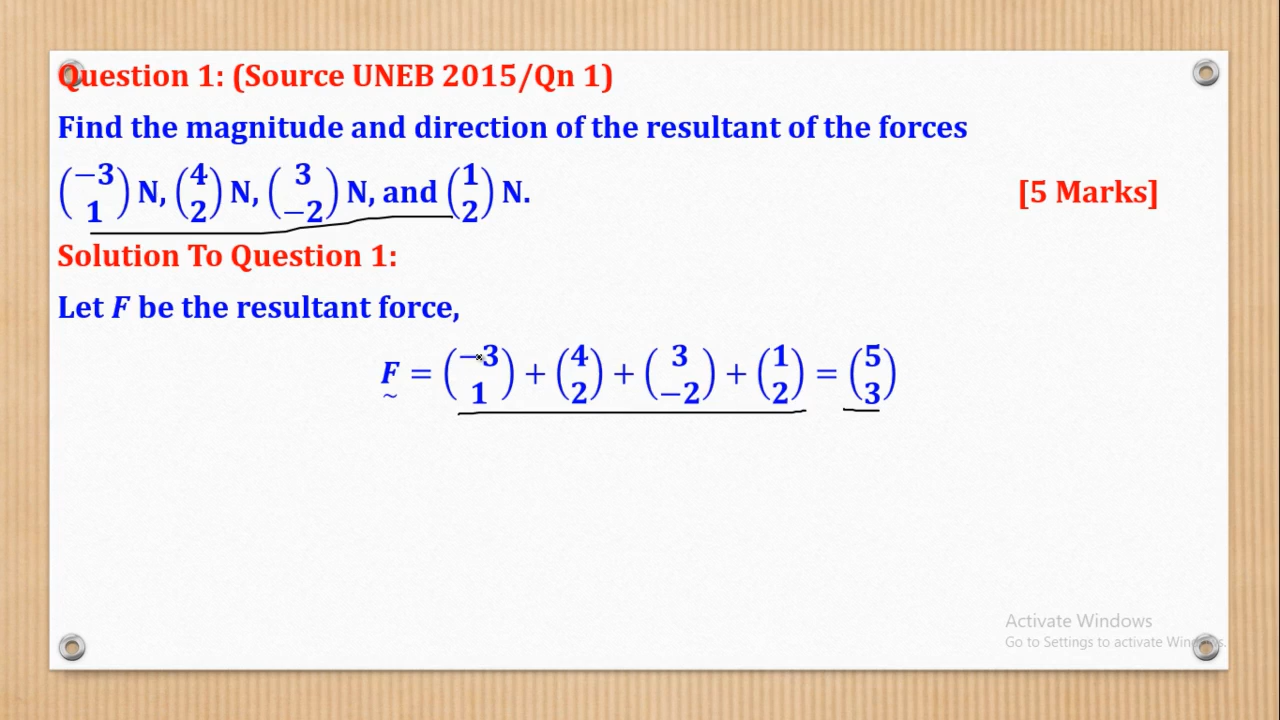 Question 1: (Source UNEB 2015/Qn 1)
Find the magnitude and direction of the resultant of the forces
(−3 1) N, (4 2) N, (3 −2) N, and (1 2) N. [5 Marks]
Solution To Question 1:
Let F be the resultant force,
F = (−3 1) + (4 2) + (3 −2) + (1 2) = (5 3)
Activate Windows
Go to Settings to activate Windows.